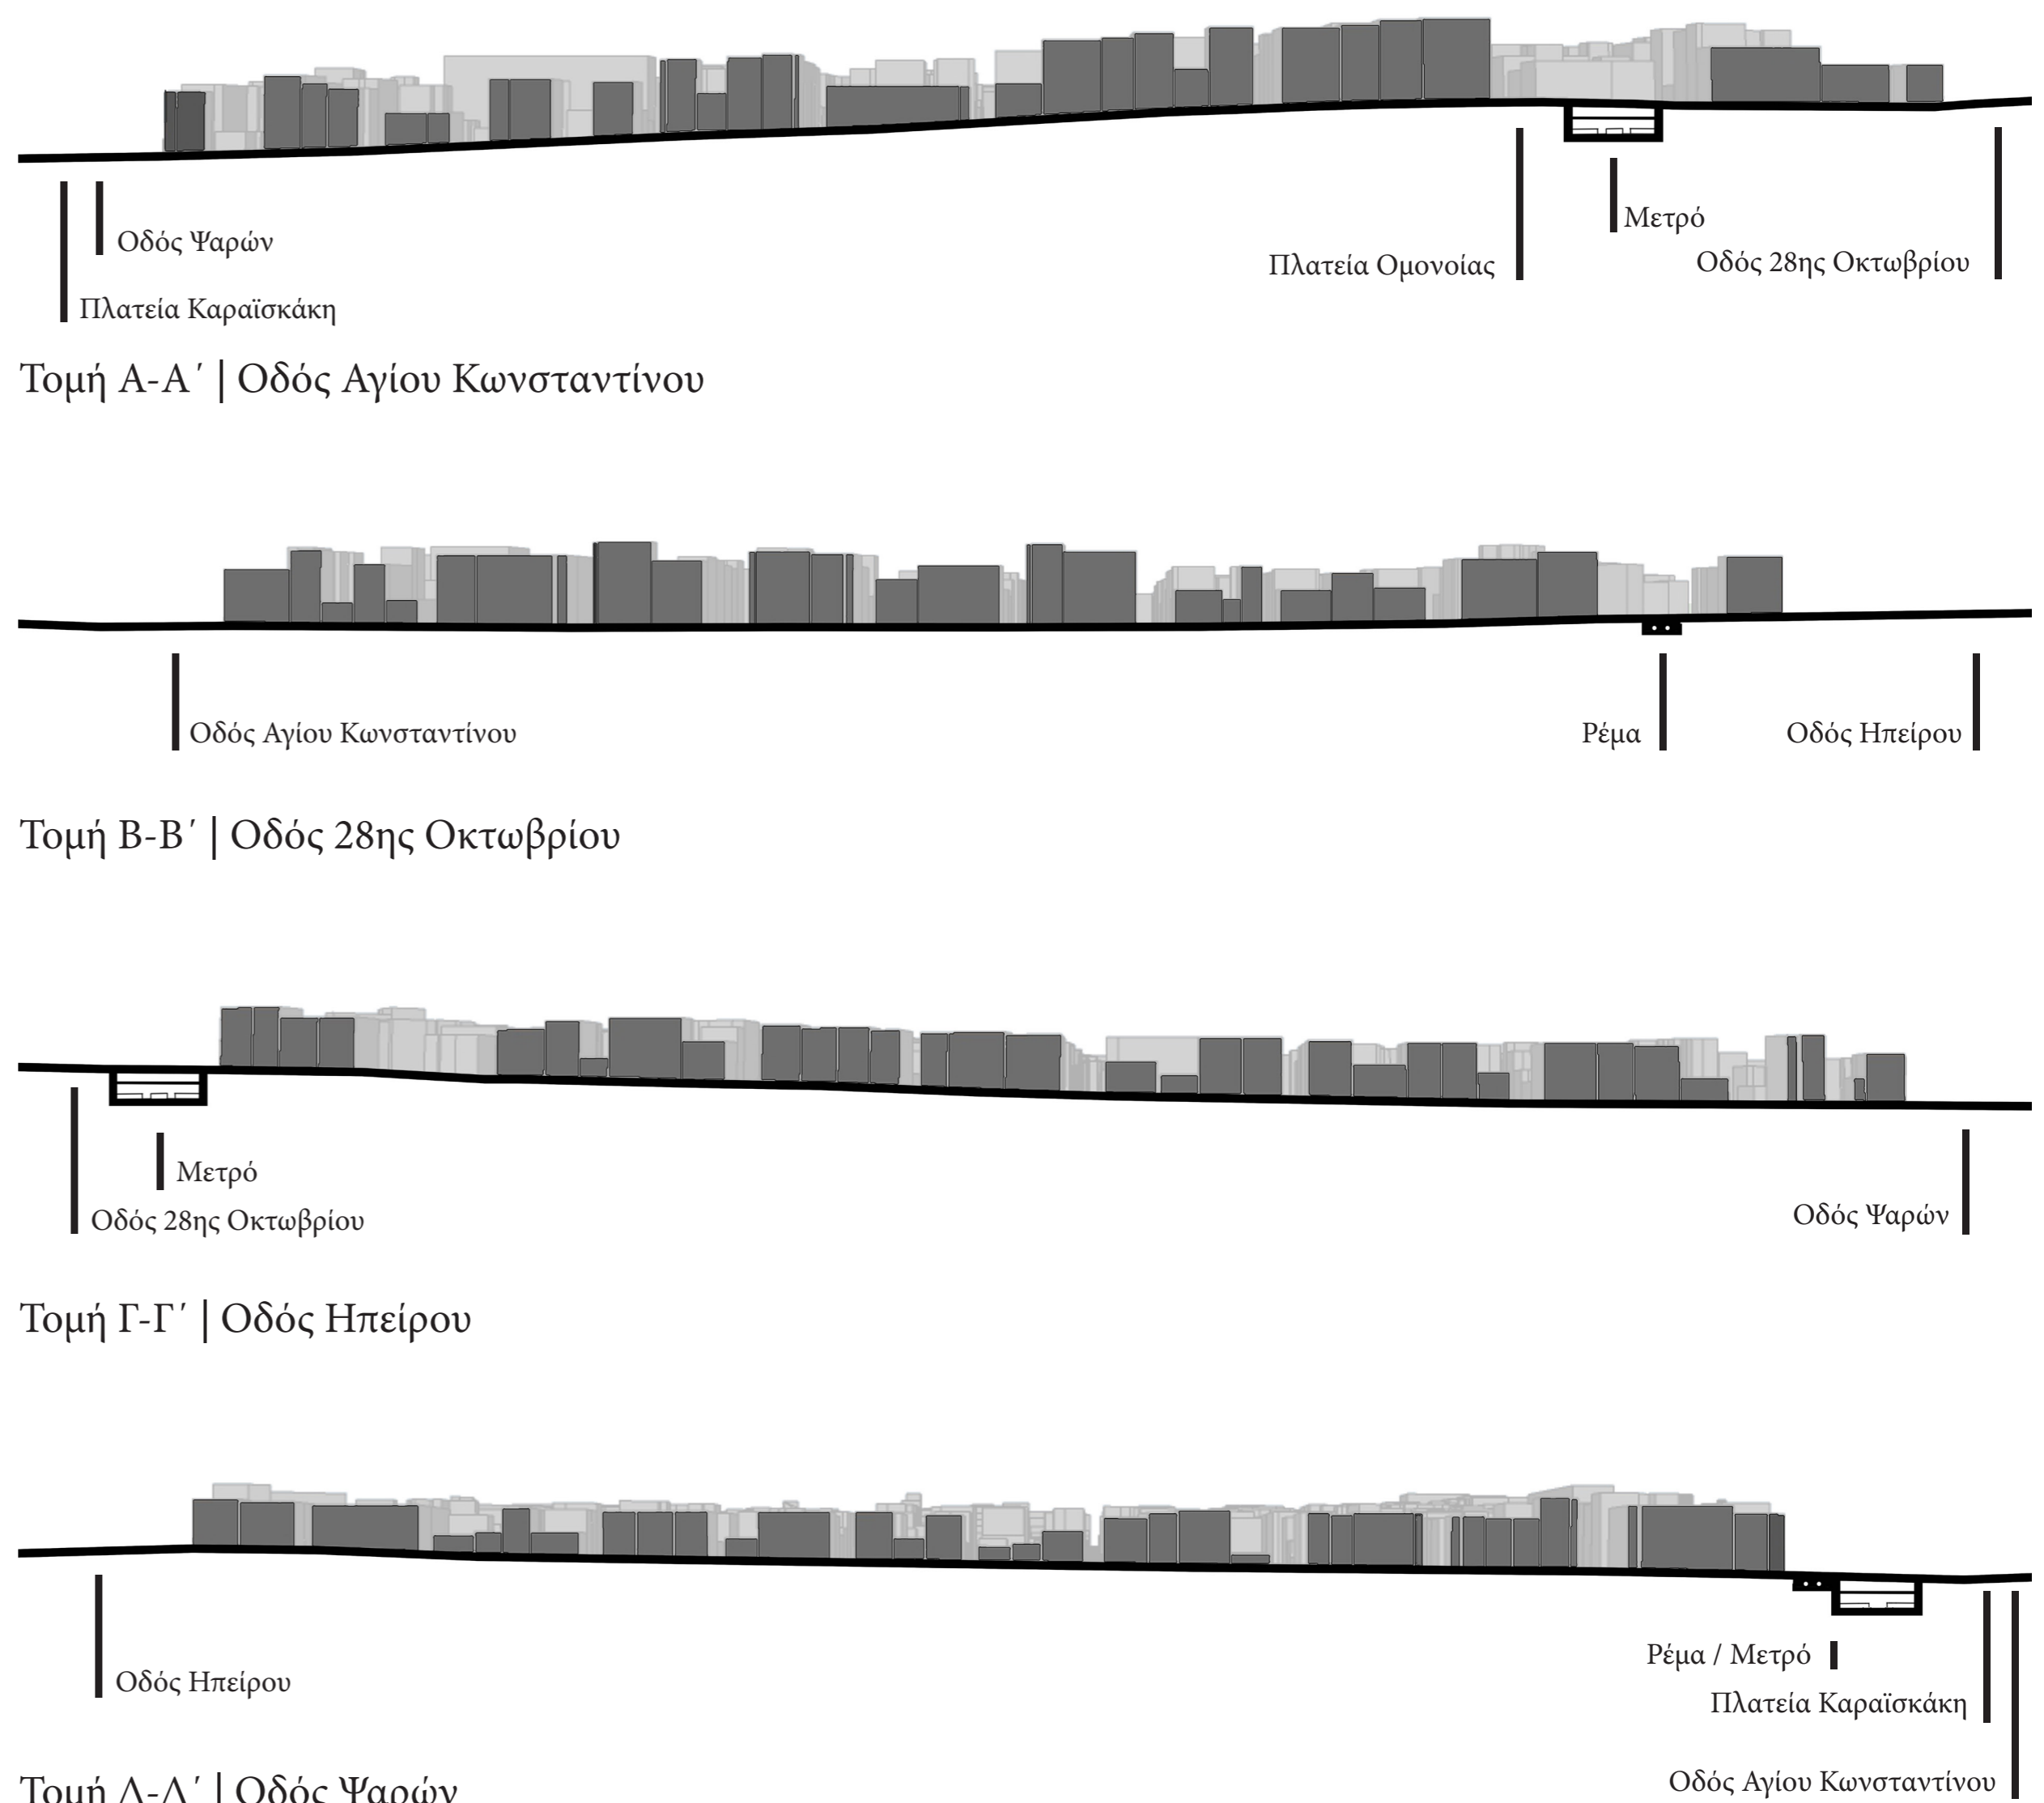 Οδός Ψαρών
Πλατεία Καραϊσκάκη
Πλατεία Ομονοίας
Μετρό
Οδός 28ης Οκτωβρίου
Τομή Α-Α΄ | Οδός Αγίου Κωνσταντίνου
Οδός Αγίου Κωνσταντίνου
Ρέμα
Οδός Ηπείρου
Τομή Β-Β΄ | Οδός 28ης Οκτωβρίου
Μετρό
Οδός 28ης Οκτωβρίου
Οδός Ψαρών
Τομή Γ-Γ΄ | Οδός Ηπείρου
Οδός Ηπείρου
Ρέμα / Μετρό
Πλατεία Καραϊσκάκη
Οδός Αγίου Κωνσταντίνου
Τομή Δ-Δ΄ | Οδός Ψαρών